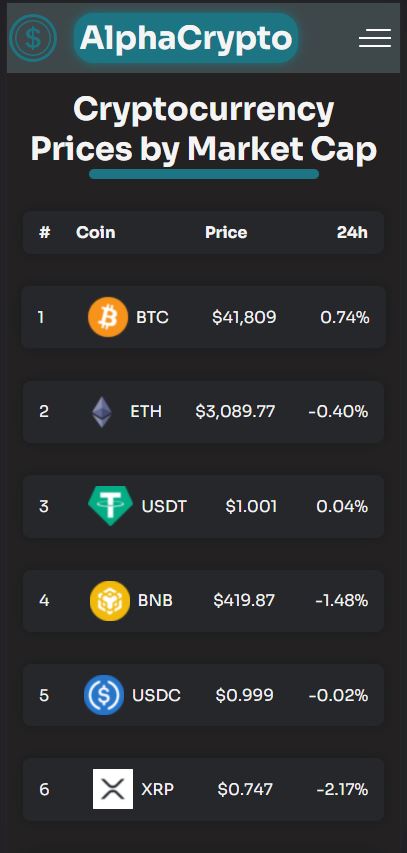 $ AlphaCrypto
Cryptocurrency
Prices by Market Cap
# Coin Price 24h
1 BTC $41,809 0.74%
2 ETH $3,089.77 -0.40%
3 USDT $1.001 0.04%
4 BNB $419.87 -1.48%
5 $ USDC $0.999 -0.02%
6 XRP $0.747 -2.17%